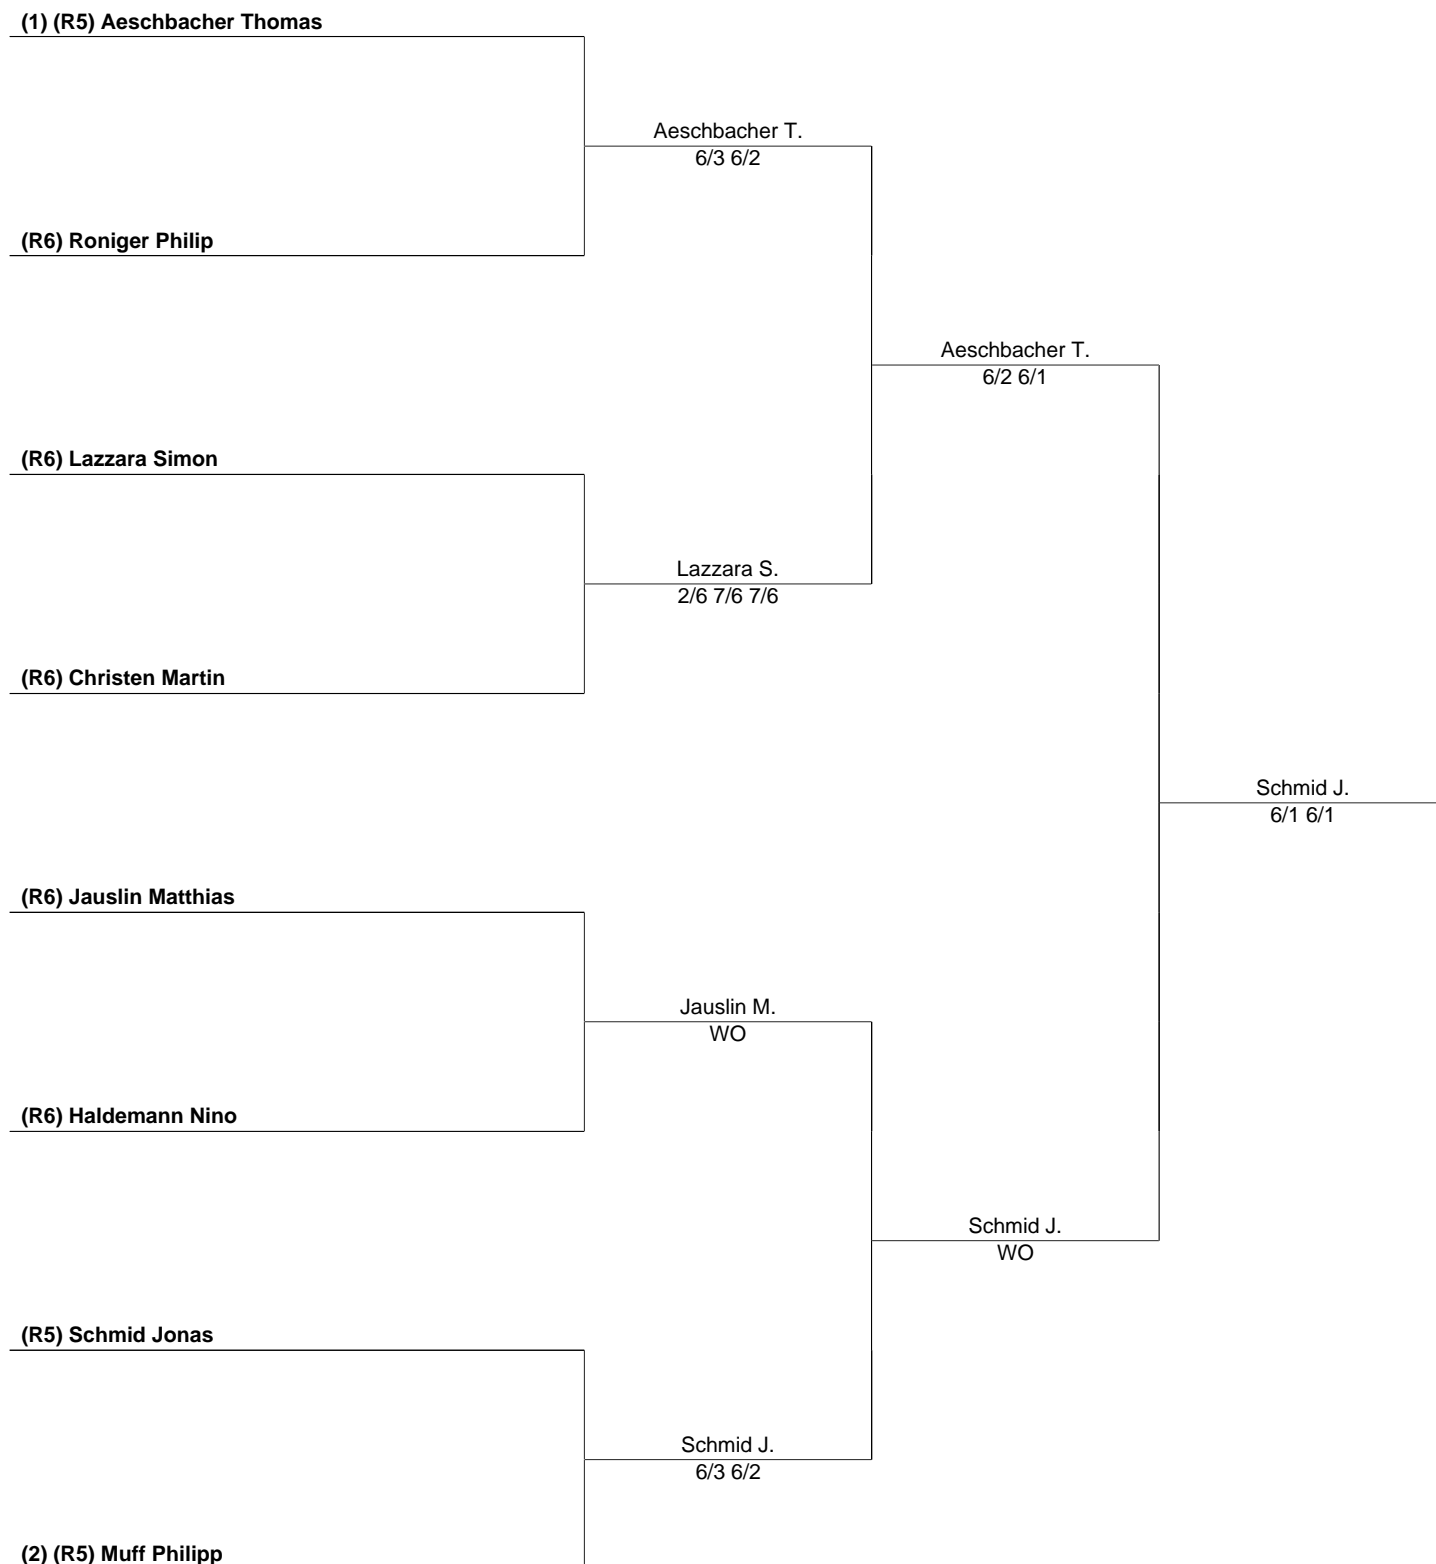 (1) (R5) Aeschbacher Thomas
Aeschbacher T.
6/3 6/2
(R6) Roniger Philip
Aeschbacher T.
6/2 6/1
(R6) Lazzara Simon
Lazzara S.
2/6 7/6 7/6
(R6) Christen Martin
Schmid J.
6/1 6/1
(R6) Jauslin Matthias
Jauslin M.
WO
(R6) Haldemann Nino
Schmid J.
WO
(R5) Schmid Jonas
Schmid J.
6/3 6/2
(2) (R5) Muff Philipp